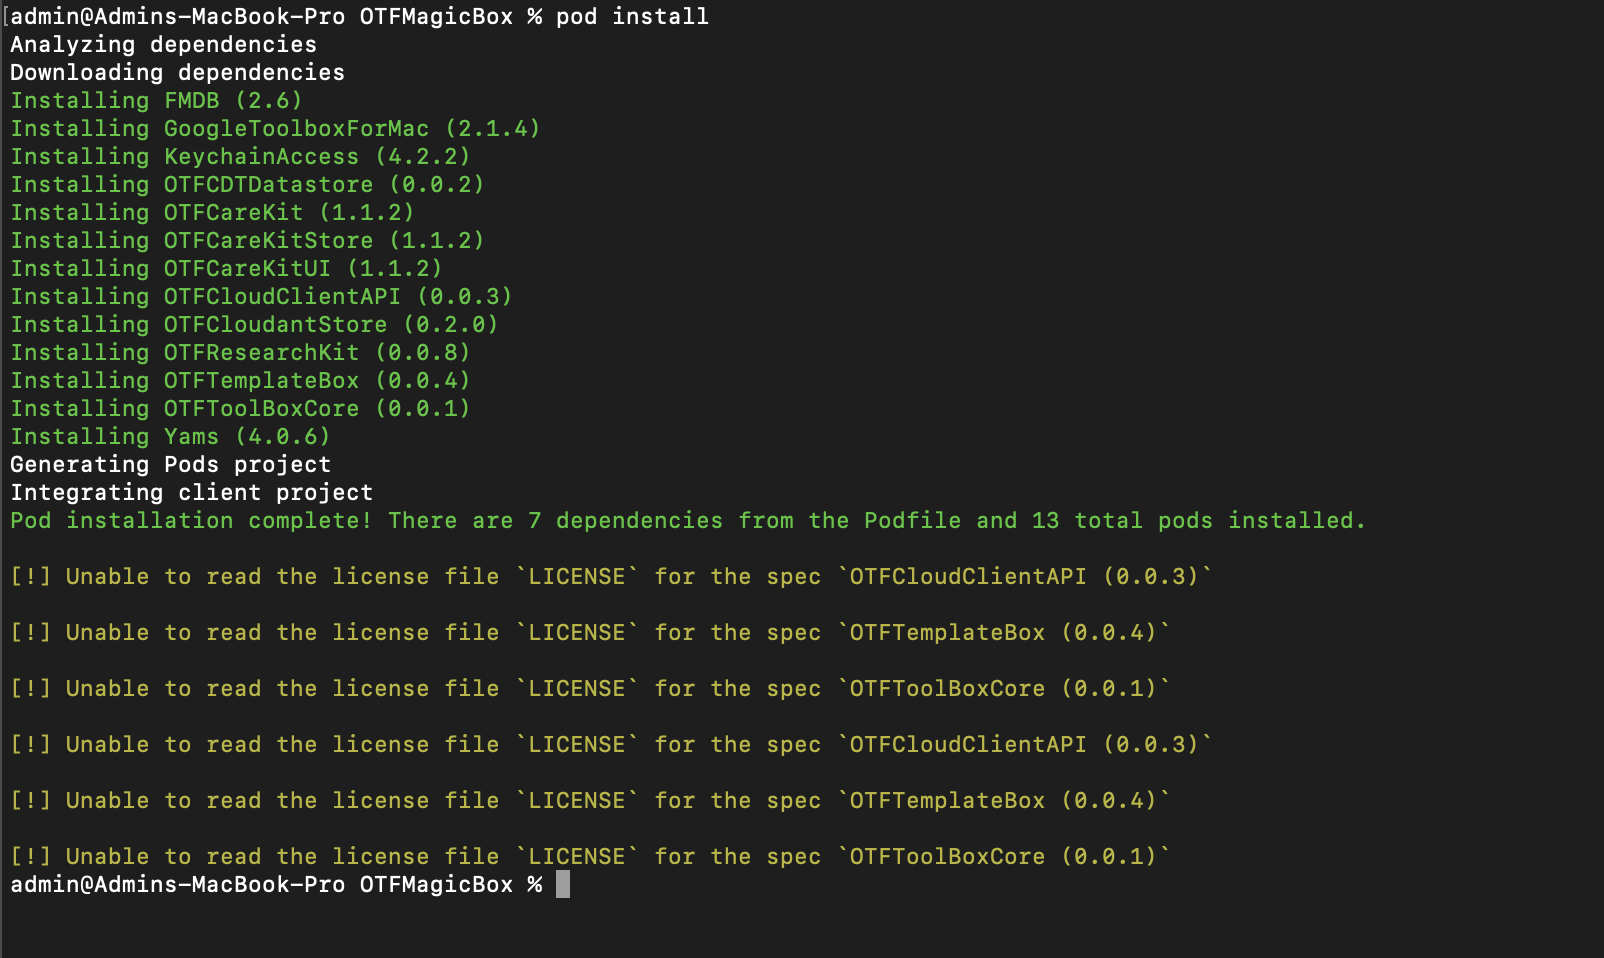 [admin@Admins-MacBook-Pro OTFMagicBox % pod install
Analyzing dependencies
Downloading dependencies
Installing FMDB (2.6)
Installing GoogleToolboxForMac (2.1.4)
Installing KeychainAccess (4.2.2)
Installing OTFCDTDatastore (0.0.2)
Installing OTFCareKit (1.1.2)
Installing OTFCareKitStore (1.1.2)
Installing OTFCareKitUI (1.1.2)
Installing OTFCloudClientAPI (0.0.3)
Installing OTFCloudantStore (0.2.0)
Installing OTFResearchKit (0.0.8)
Installing OTFTemplateBox (0.0.4)
Installing OTFToolBoxCore (0.0.1)
Installing Yams (4.0.6)
Generating Pods project
Integrating client project
Pod installation complete! There are 7 dependencies from the Podfile and 13 total pods installed.
[!] Unable to read the license file `LICENSE` for the spec `OTFCloudClientAPI (0.0.3)`
[!] Unable to read the license file `LICENSE` for the spec `OTFTemplateBox (0.0.4)`
[!] Unable to read the license file `LICENSE` for the spec `OTFToolBoxCore (0.0.1)`
[!] Unable to read the license file `LICENSE` for the spec `OTFCloudClientAPI (0.0.3)`
[!] Unable to read the license file `LICENSE` for the spec `OTFTemplateBox (0.0.4)`
[!] Unable to read the license file `LICENSE` for the spec `OTFToolBoxCore (0.0.1)`
admin@Admins-MacBook-Pro OTFMagicBox %